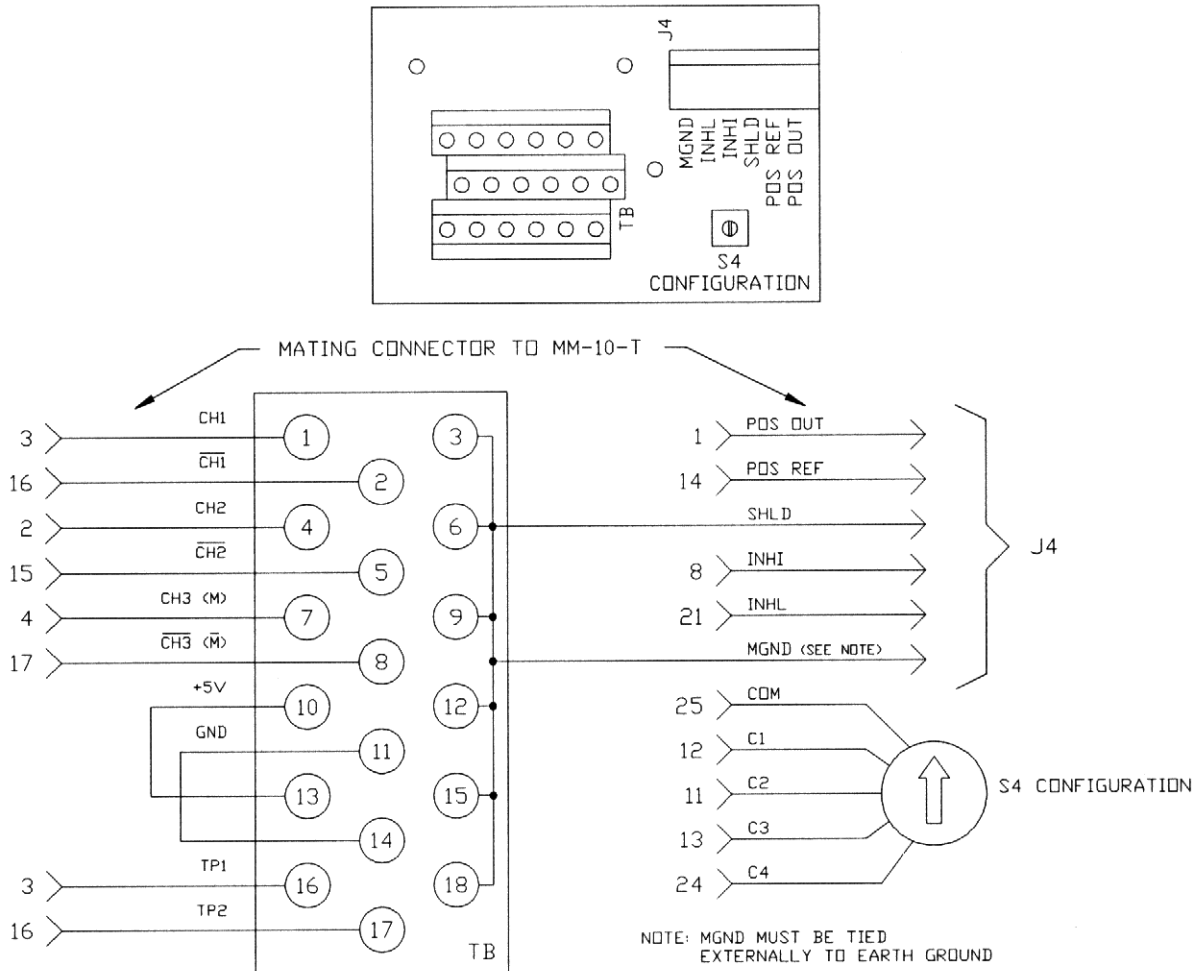 J4
MGND
INHL
INHI
SHLD
POS REF
POS OUT
TB
S4
CONFIGURATION
MATING CONNECTOR TO MM-10-T
3 CH1 1 3
16 C̅H̅1̅ 2
2 CH2 4 6
15 C̅H̅2̅ 5
4 CH3 (M) 7 9
17 C̅H̅3̅ (M̅) 8
+5V 10 12
GND 11
13 15
14
3 TP1 16 18
16 TP2 17
TB
1 POS OUT
14 POS REF
SHLD
8 INHI
21 INHL
MGND (SEE NOTE)
J4
25 COM
12 C1
11 C2
13 C3
24 C4
S4 CONFIGURATION
NOTE: MGND MUST BE TIED
EXTERNALLY TO EARTH GROUND